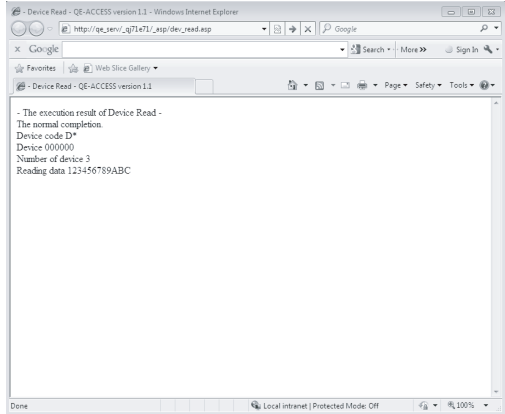 - Device Read - QE-ACCESS version 1.1 - Windows Internet Explorer
http://qe_serv/_qj71e71/_asp/dev_read.asp
Google
x Google Search More >> Sign In
Favorites Web Slice Gallery
- Device Read - QE-ACCESS version 1.1 Page Safety Tools
- The execution result of Device Read -
The normal completion.
Device code D*
Device 000000
Number of device 3
Reading data 123456789ABC
Done Local intranet | Protected Mode: Off 100%